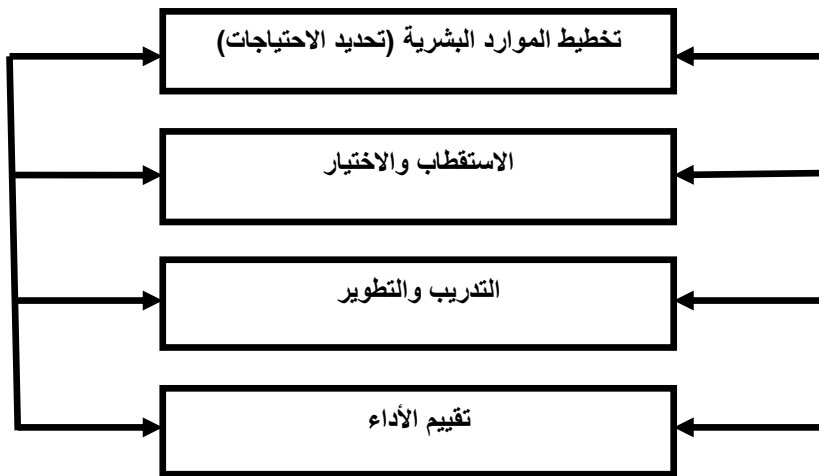 تخطيط الموارد البشرية (تحديد الاحتياجات)
الاستقطاب والاختيار
التدريب والتطوير
تقييم الأداء